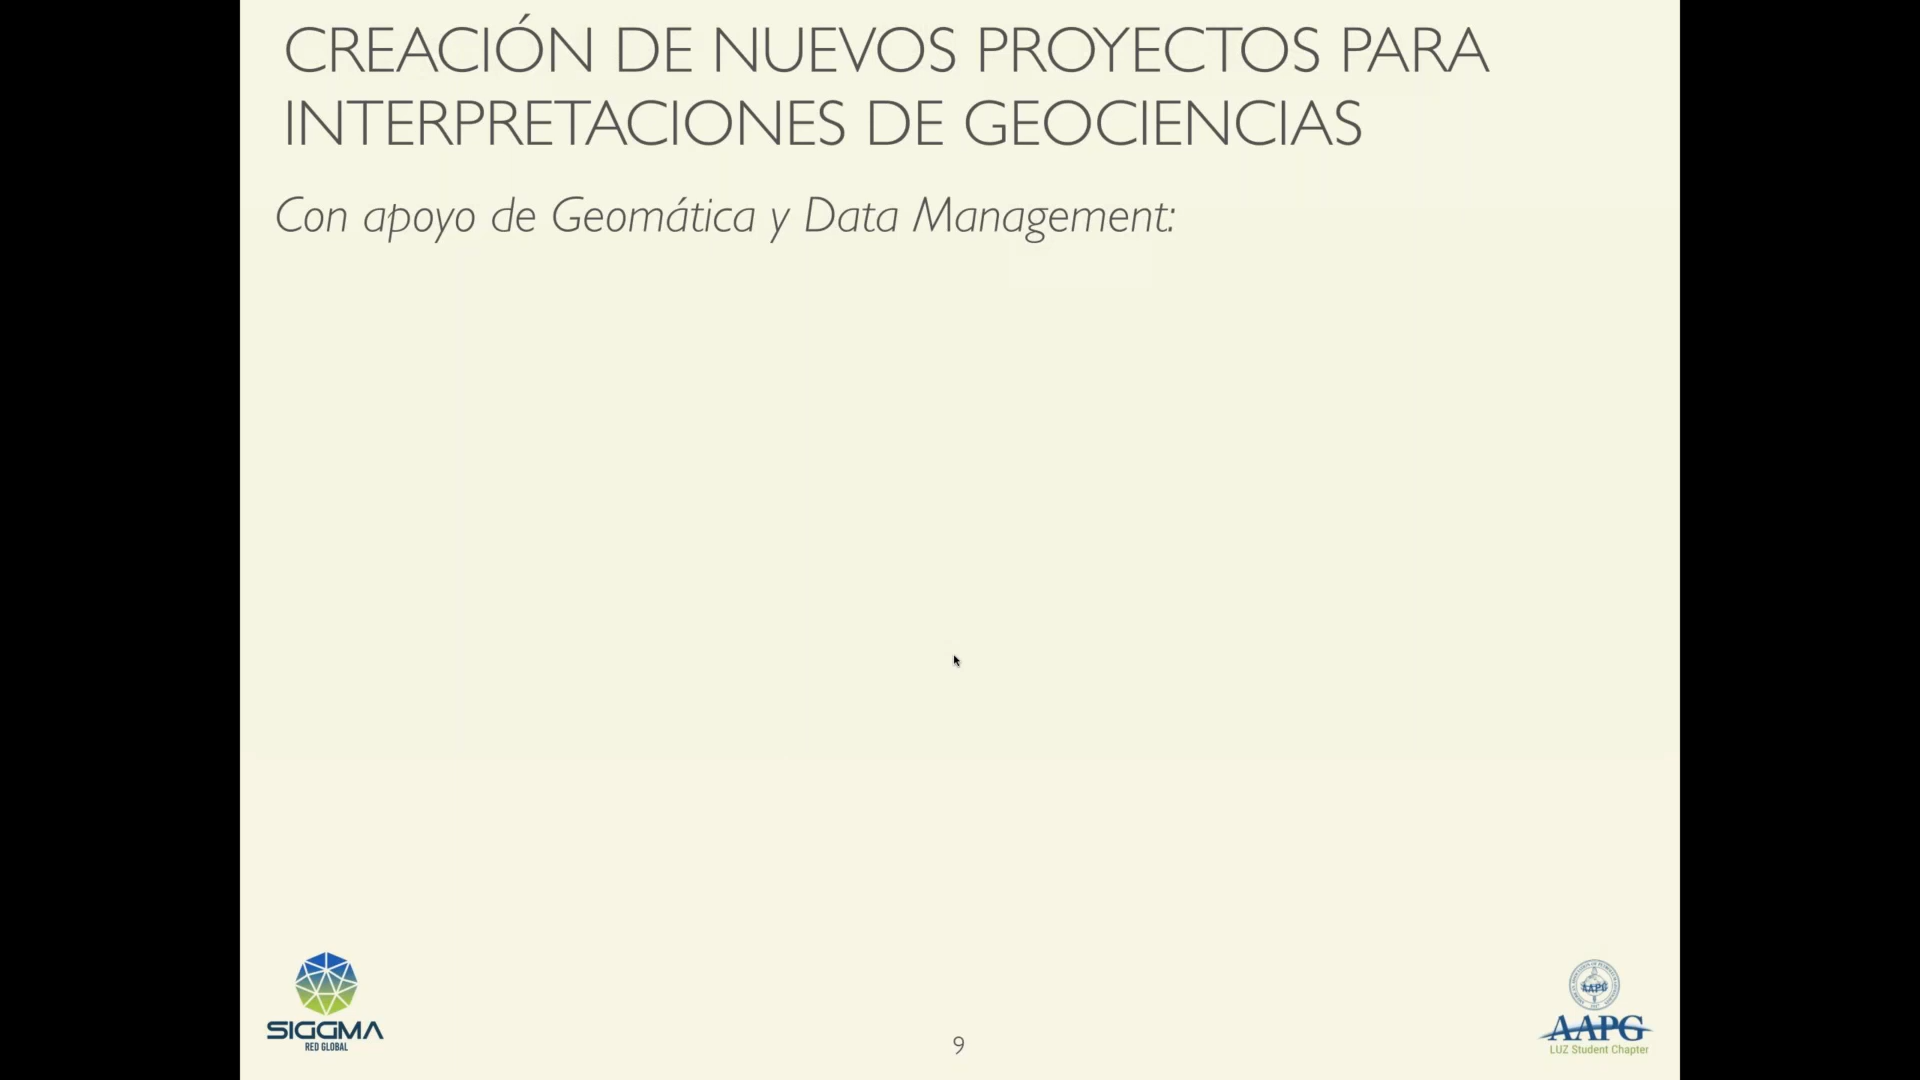 CREACIÓN DE NUEVOS PROYECTOS PARA
INTERPRETACIONES DE GEOCIENCIAS
Con apoyo de Geomática y Data Management:
SIGGMA
RED GLOBAL
9
AAPG
AAPG
LUZ Student Chapter